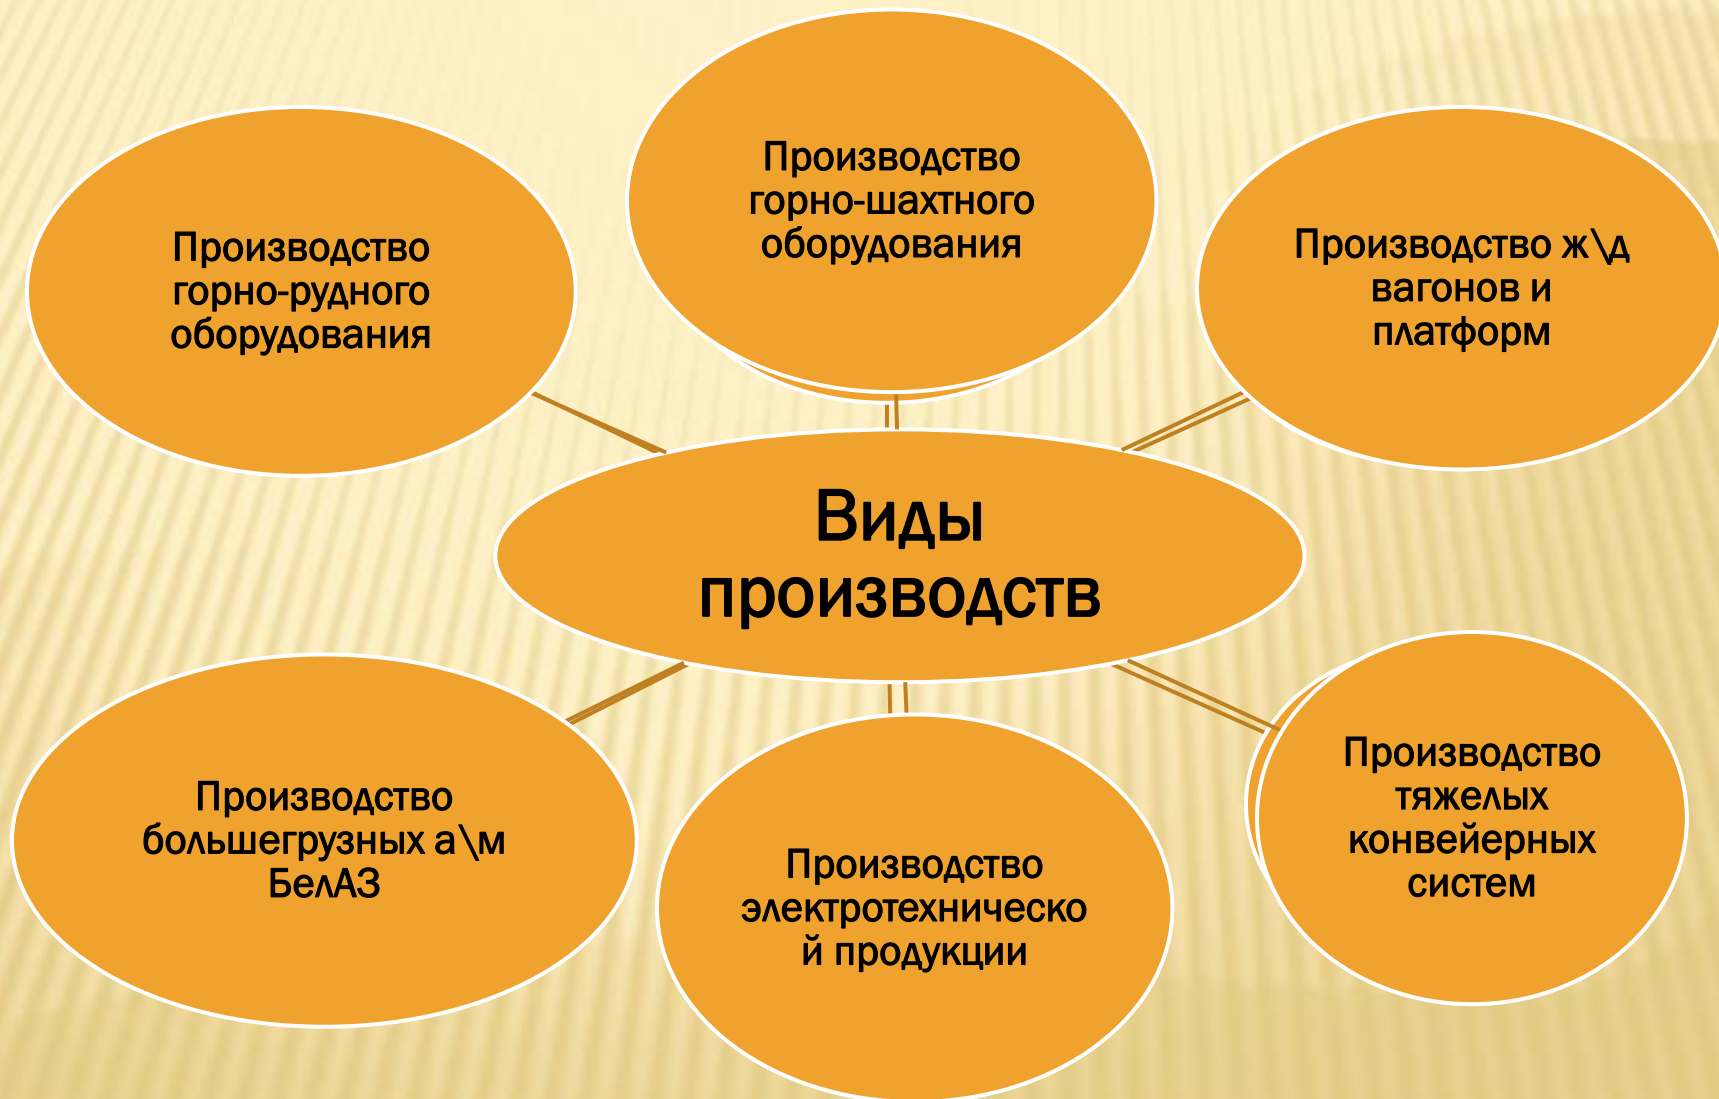 Производство
горно-шахтного
оборудования
Производство
горно-рудного
оборудования
Производство ж\д
вагонов и
платформ
Виды
производств
Производство
большегрузных а\м
БелАЗ
Производство
электротехническо
й продукции
Производство
тяжелых
конвейерных
систем